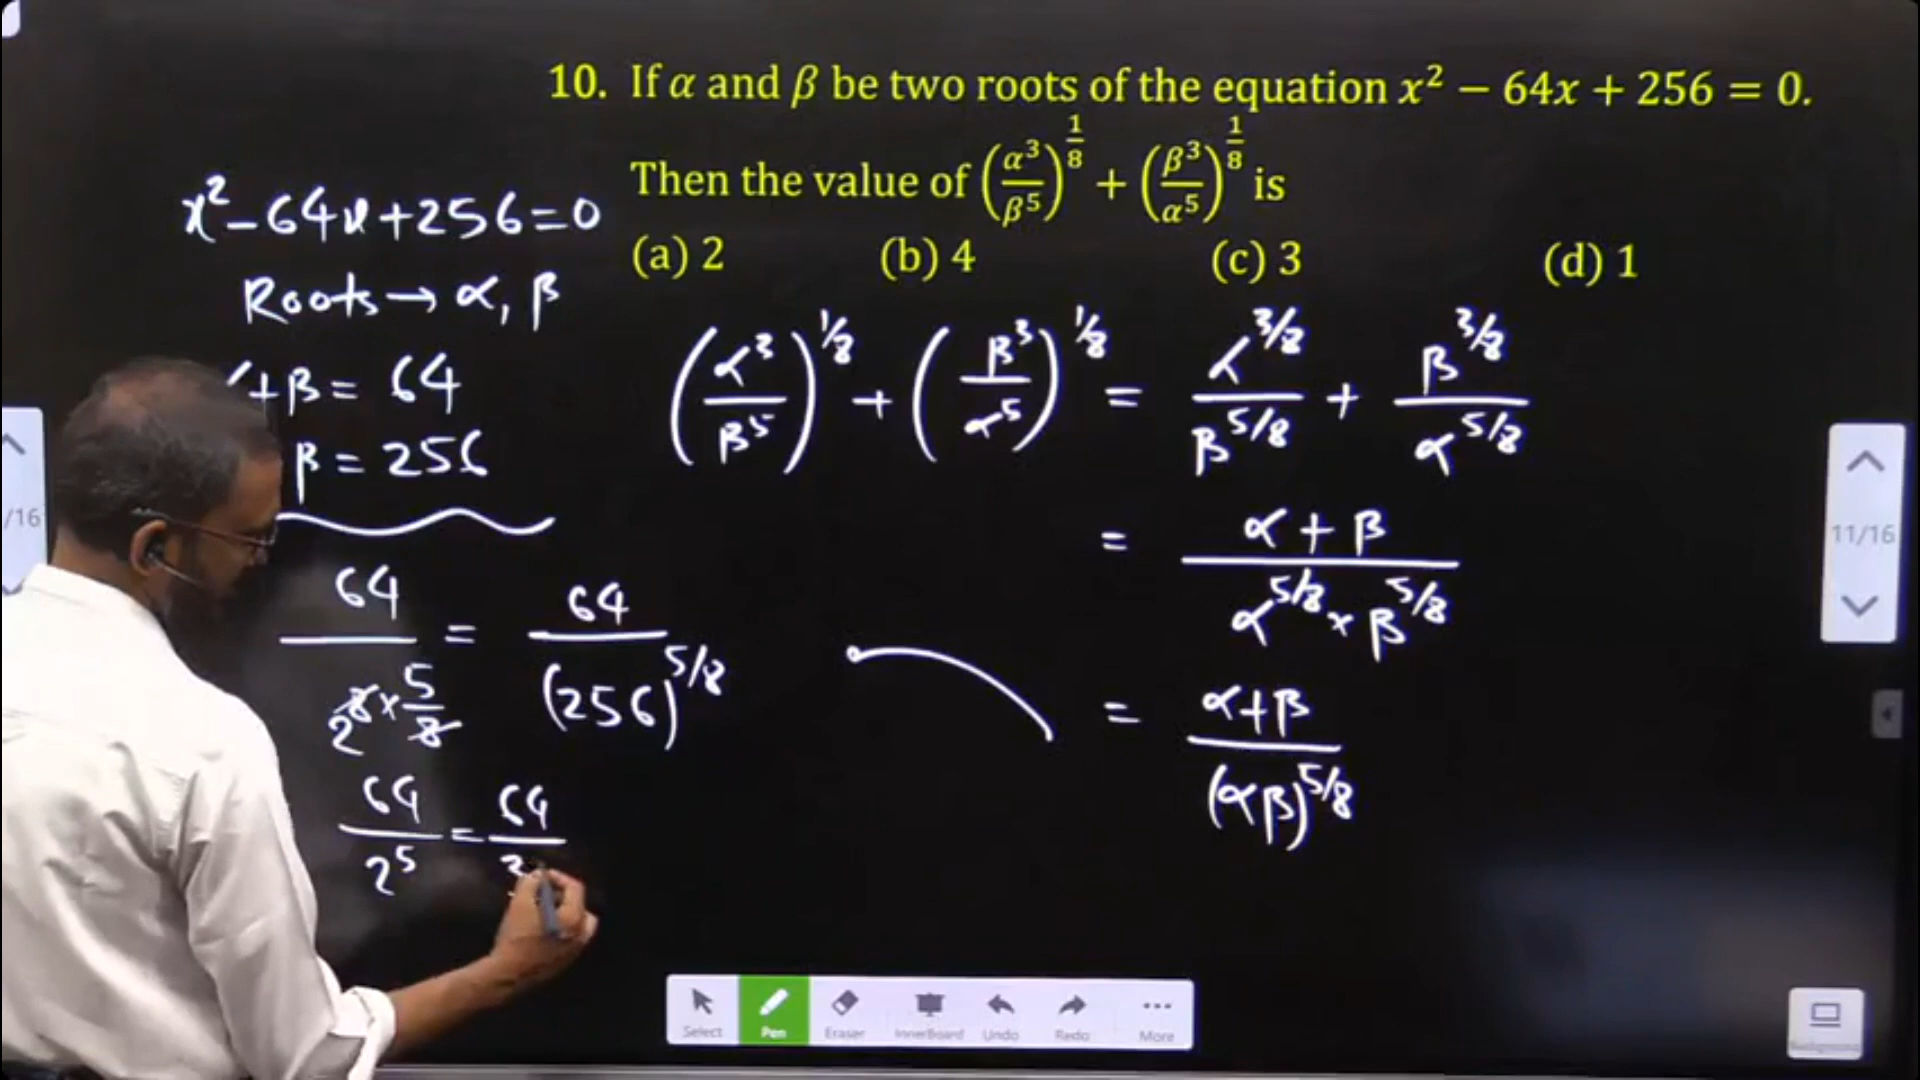 10. If α and β be two roots of the equation x² − 64x + 256 = 0.
Then the value of (α³/β⁵)^(1/8) + (β³/α⁵)^(1/8) is
(a) 2 (b) 4 (c) 3 (d) 1
x² − 64x + 256 = 0
Roots → α, β
+ β = 64
β = 256
(α³/β⁵)^(1/8) + (β³/α⁵)^(1/8) = α^(3/8)/β^(5/8) + β^(3/8)/α^(5/8)
= (α + β)/(α^(5/8) × β^(5/8))
= (α+β)/(αβ)^(5/8)
64/2^(8×5/8) = 64/(256)^(5/8)
64/2⁵ = 64/3
/16
11/16
Select Pen Eraser InnerBoard Undo Redo More